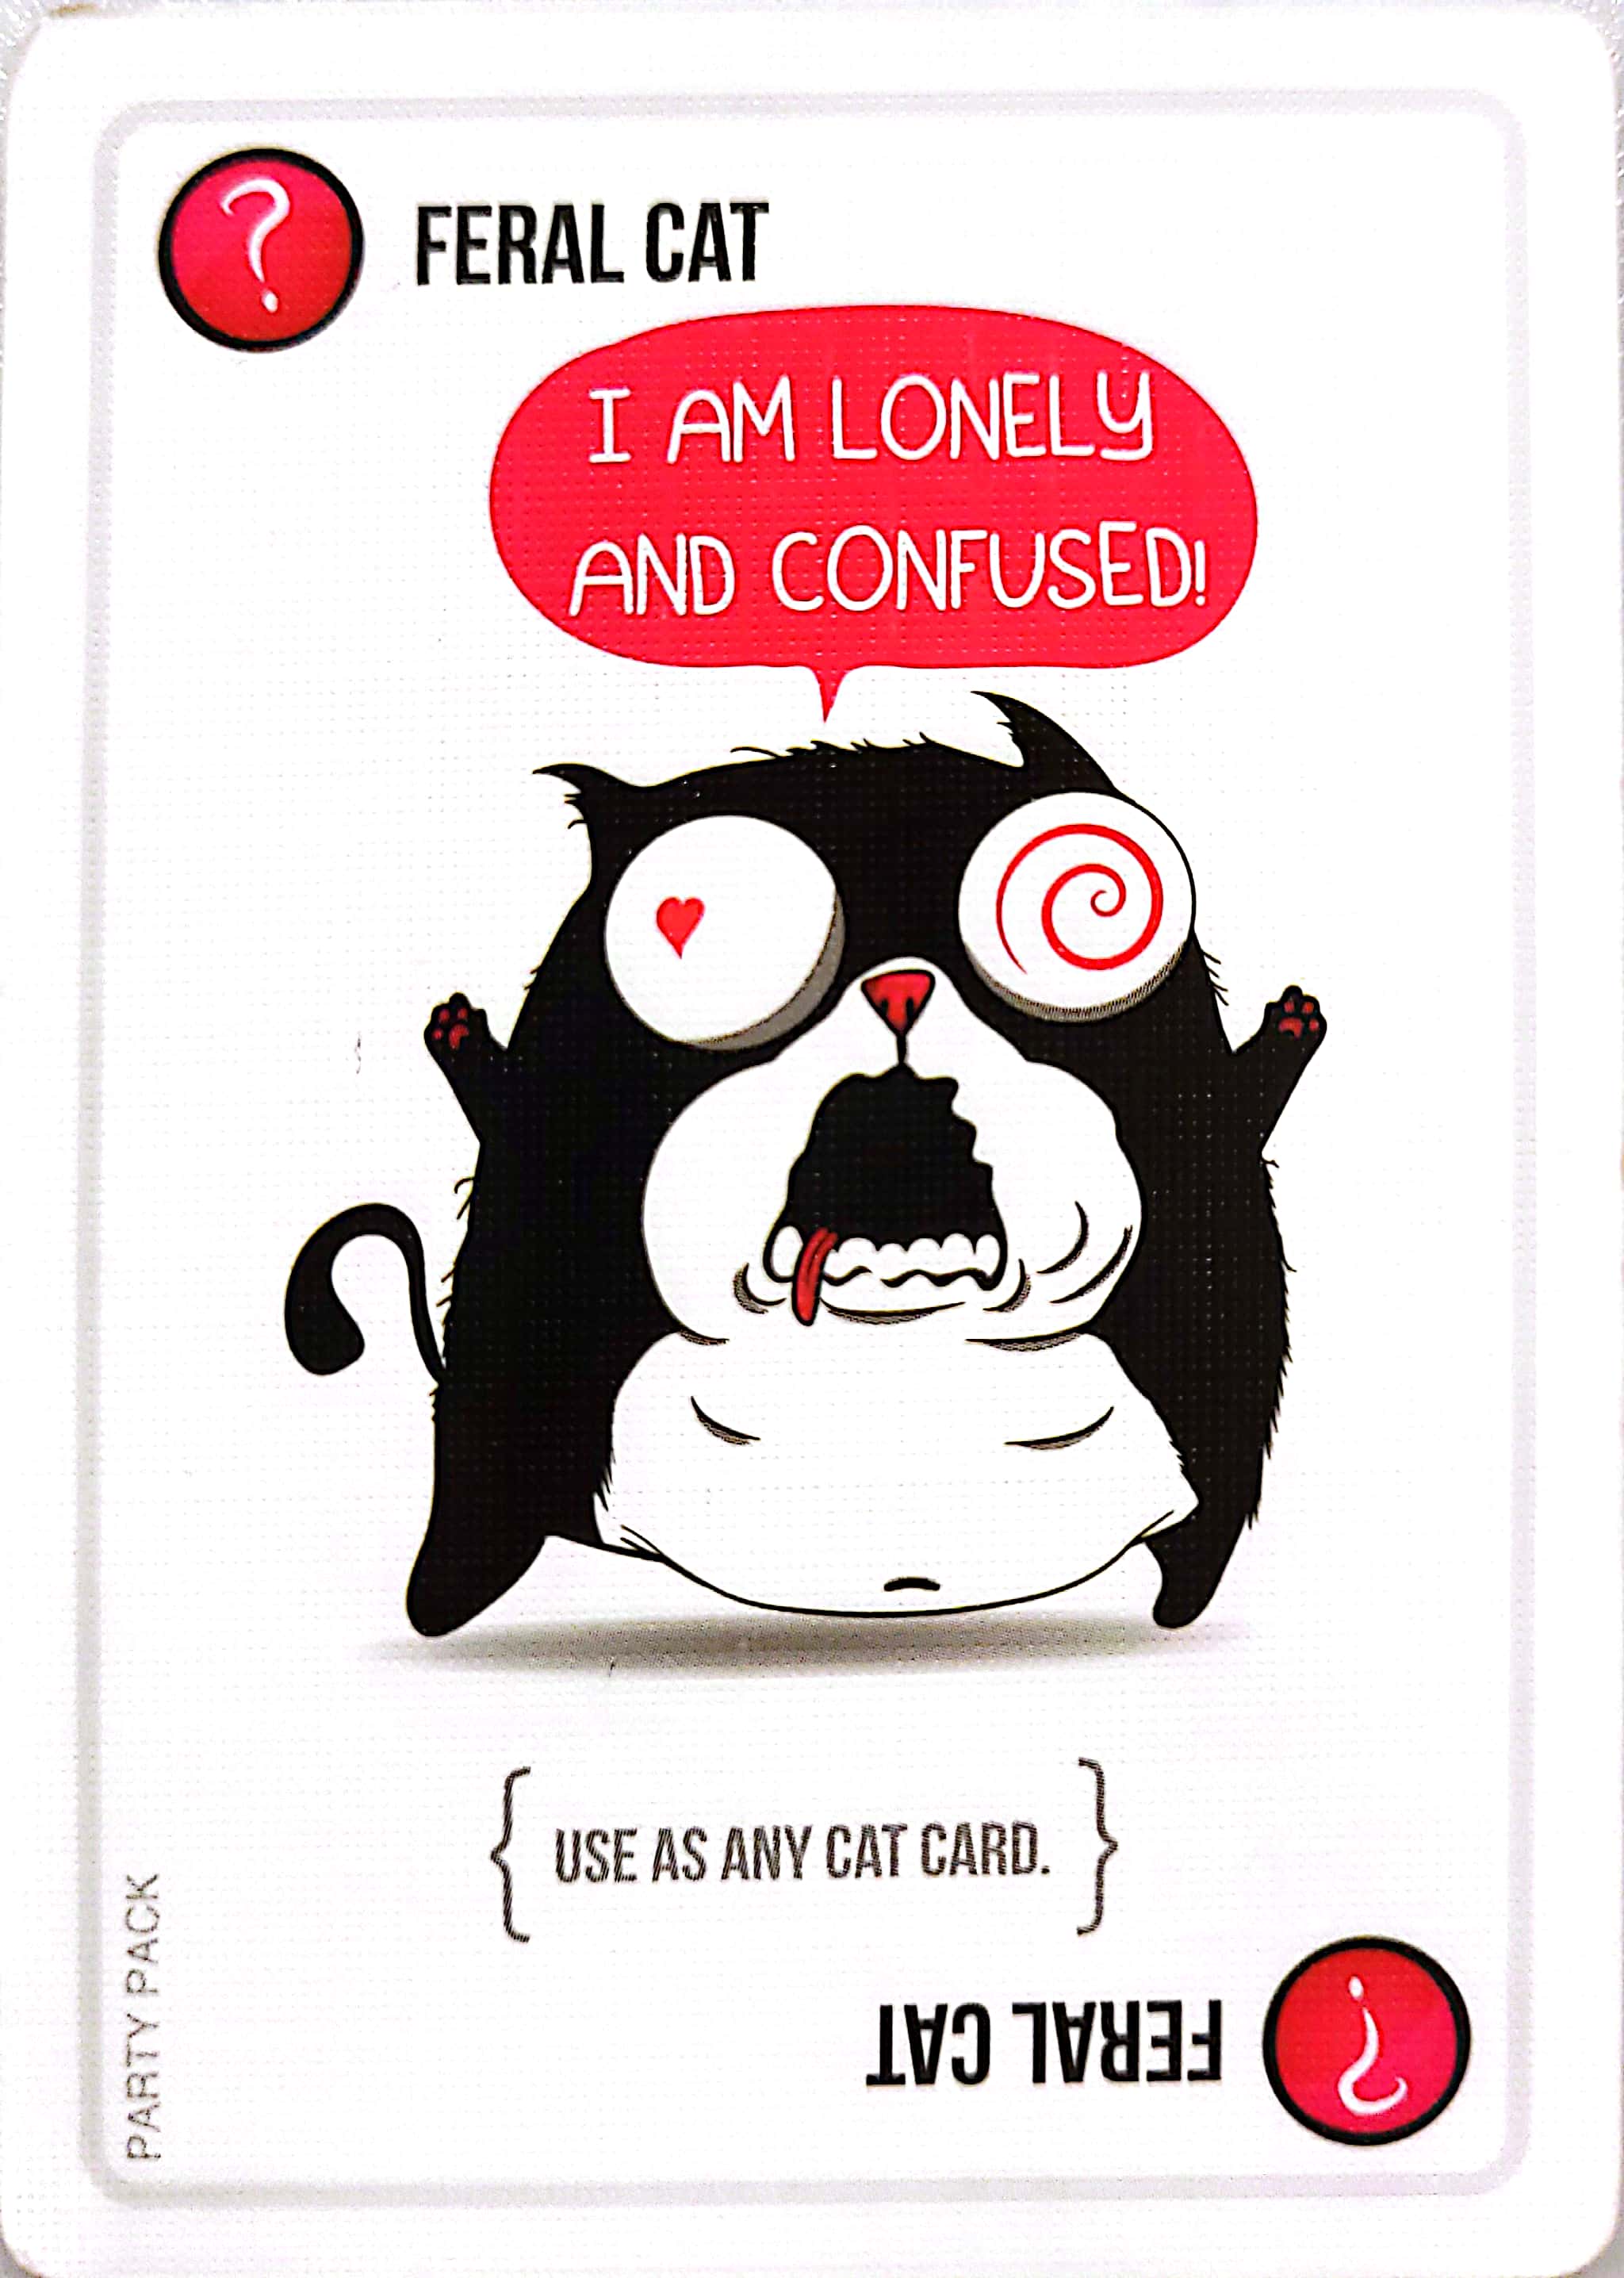 ?
FERAL CAT
I AM LONELY
AND CONFUSED!
{ USE AS ANY CAT CARD. }
PARTY PACK
FERAL CAT
?